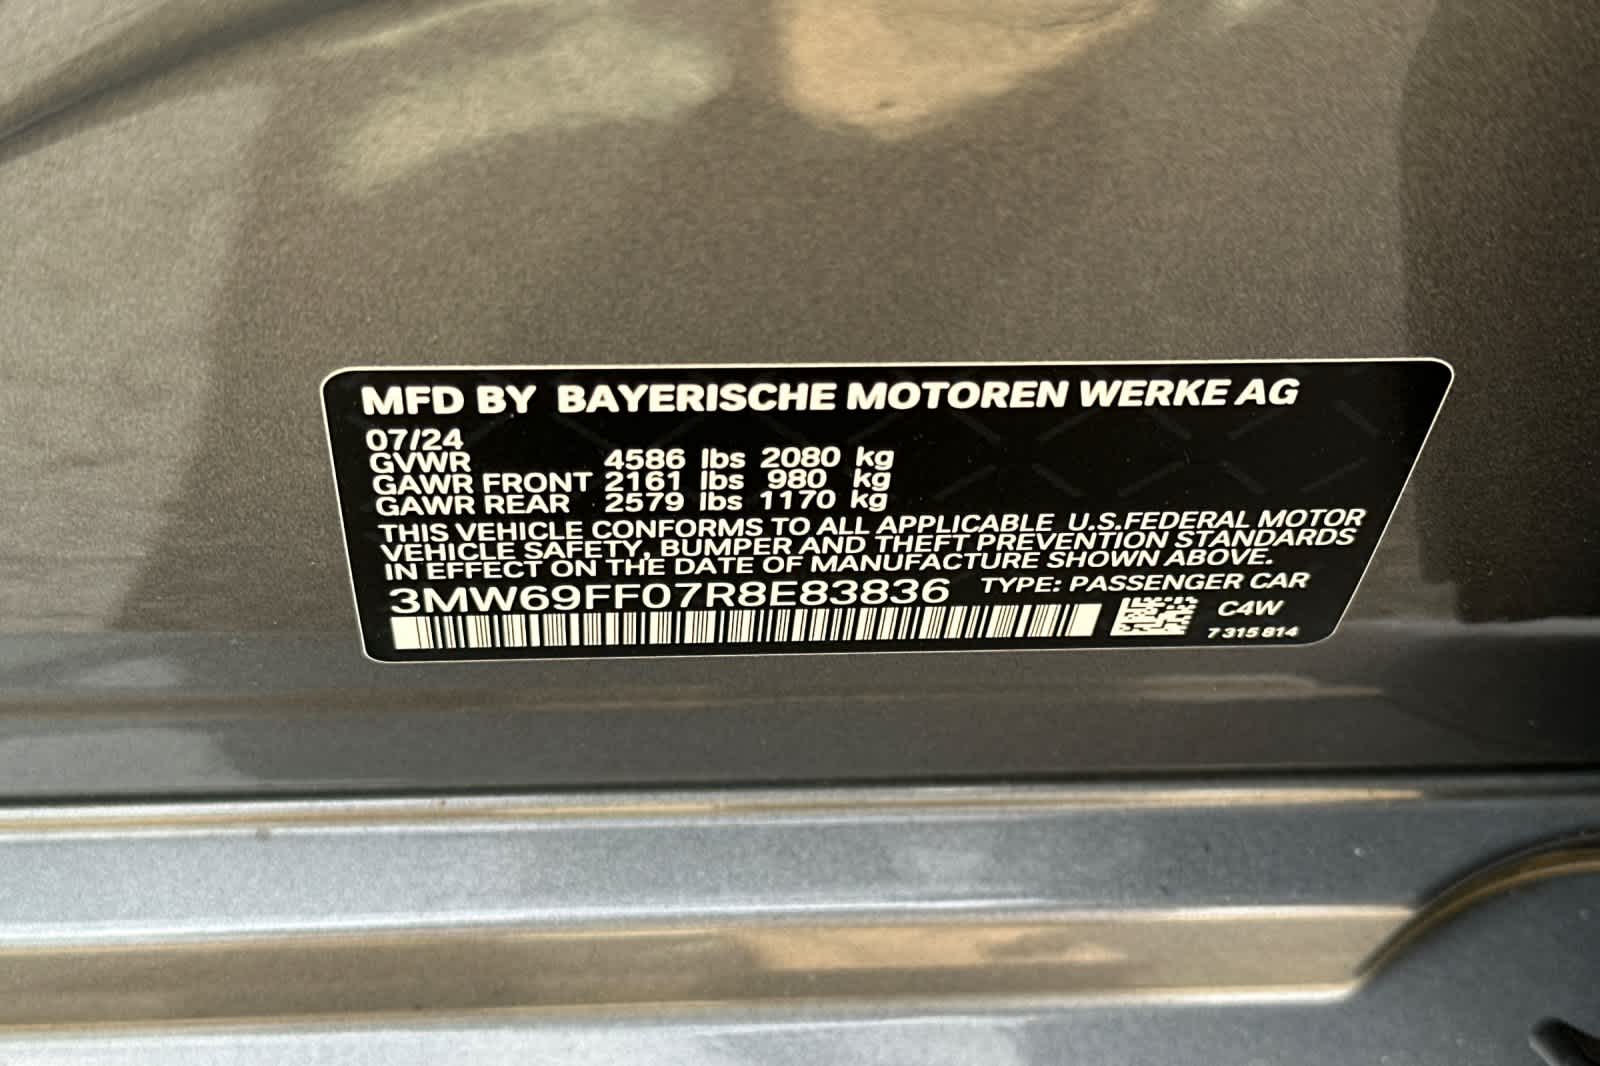 MFD BY BAYERISCHE MOTOREN WERKE AG
07/24
GVWR 4586 lbs 2080 kg
GAWR FRONT 2161 lbs 980 kg
GAWR REAR 2579 lbs 1170 kg
THIS VEHICLE CONFORMS TO ALL APPLICABLE U.S.FEDERAL MOTOR
VEHICLE SAFETY, BUMPER AND THEFT PREVENTION STANDARDS
IN EFFECT ON THE DATE OF MANUFACTURE SHOWN ABOVE.
3MW69FF07R8E83836 TYPE: PASSENGER CAR
C4W
7 315 814